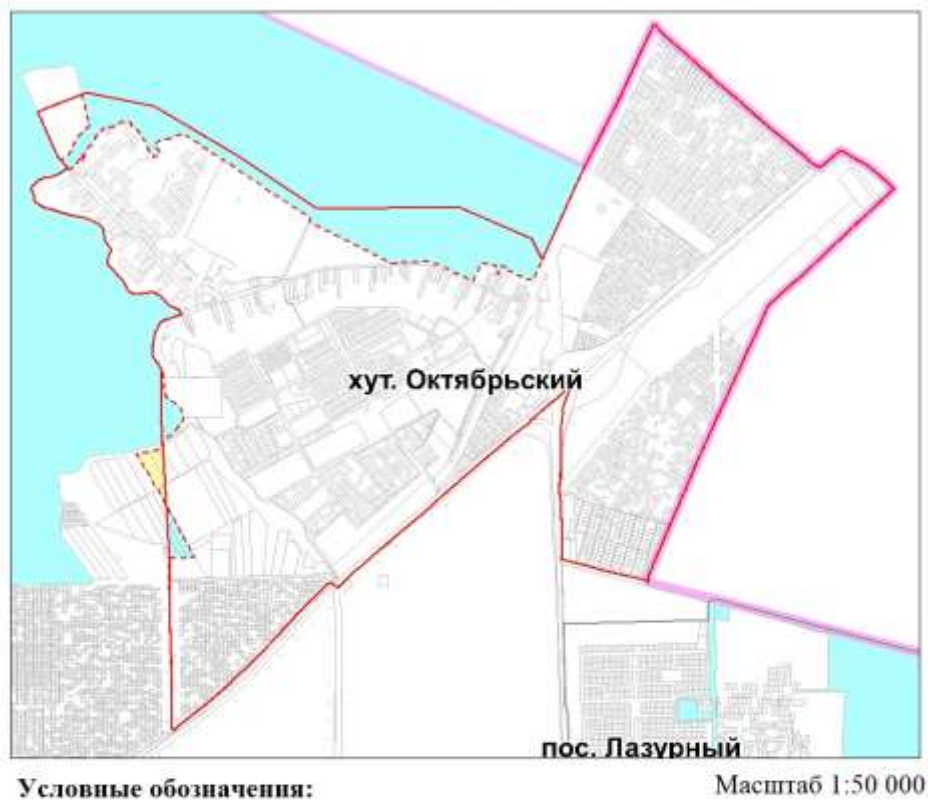 хут. Октябрьский
пос. Лазурный
Условные обозначения:
Масштаб 1:50 000